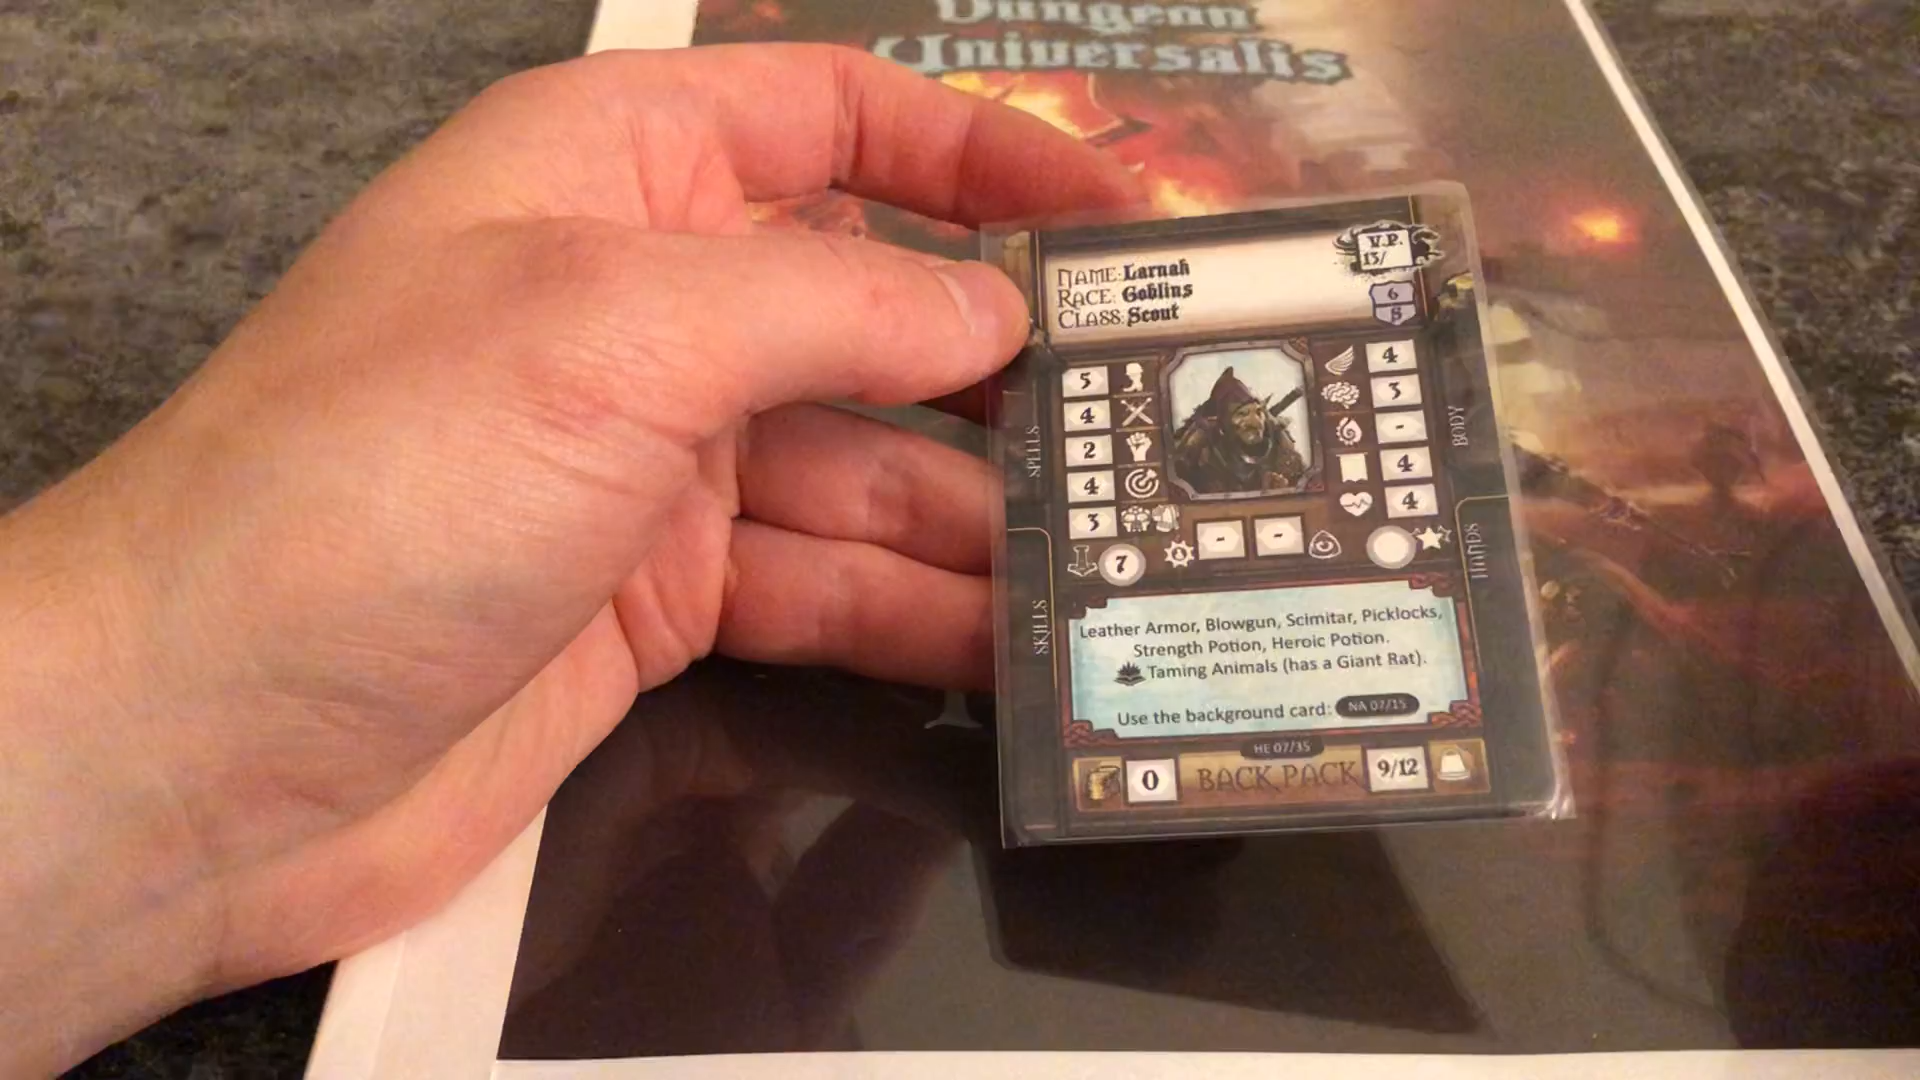 Dungeon
Universalis
NAME: Larnak
RACE: Goblins
CLASS: Scout
V.P.
13/
6
8
5
4
2
4
3
7
4
3
-
4
4
-
-
SPELLS
SKILLS
BODY
HANDS
Leather Armor, Blowgun, Scimitar, Picklocks,
Strength Potion, Heroic Potion.
Taming Animals (has a Giant Rat).
Use the background card: NA 07/15
HE 07/35
0
BACK PACK
9/12